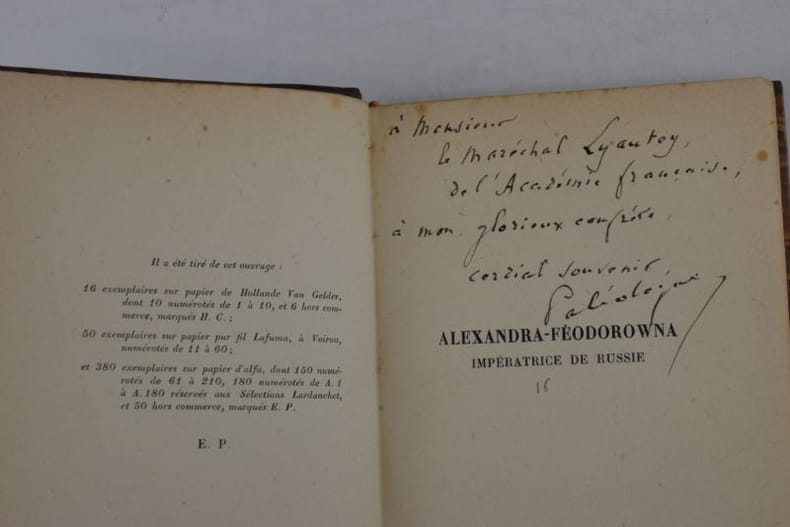 Il a été tiré de cet ouvrage :
16 exemplaires sur papier de Hollande Van Gelder,
dont 10 numérotés de 1 à 10, et 6 hors com-
merce, marqués H. C. ;
50 exemplaires sur papier pur fil Lafuma, à Voiron,
numérotés de 11 à 60 ;
et 380 exemplaires sur papier d'alfa, dont 150 numé-
rotés de 61 à 210, 180 numérotés de A. 1
à A. 180 réservés aux Sélections Lardanchet,
et 50 hors commerce, marqués E. P.
E. P.
à Monsieur
le Maréchal Lyautey,
de l'Académie française,
à mon glorieux confrère,
cordial souvenir
Paléologue
ALEXANDRA-FÉODOROWNA
IMPÉRATRICE DE RUSSIE
16